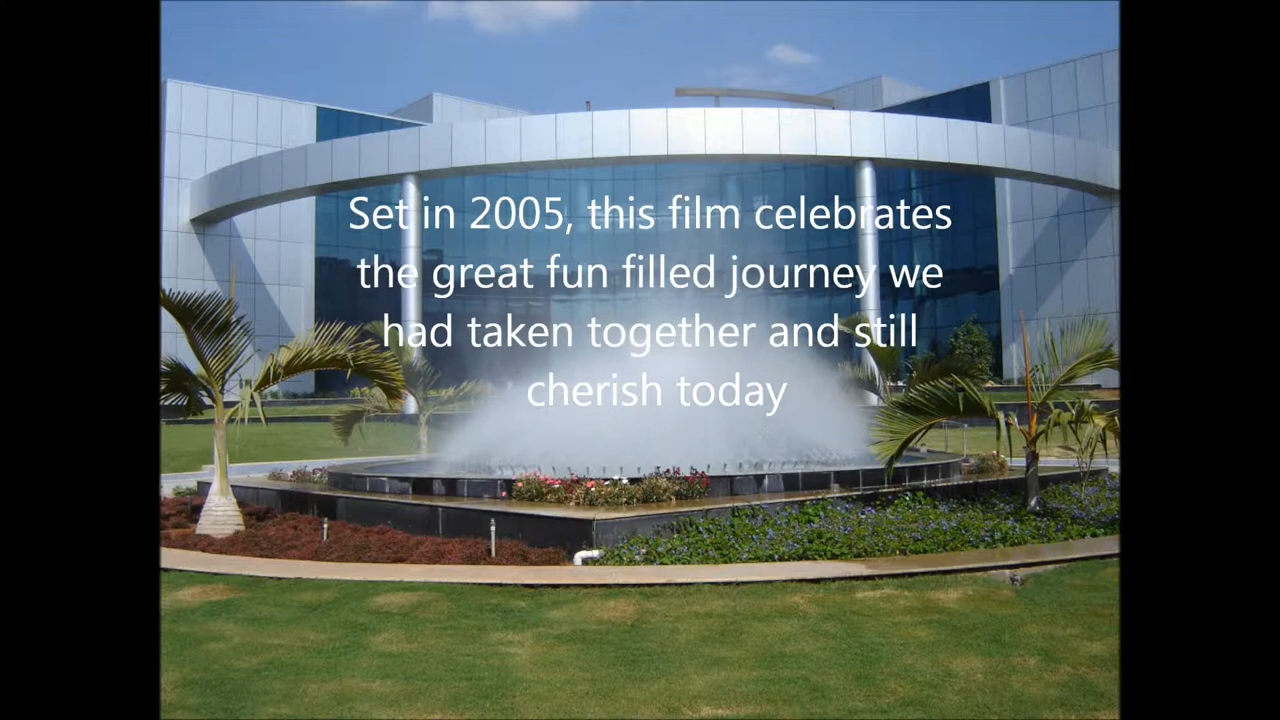 Set in 2005, this film celebrates
the great fun filled journey we
had taken together and still
cherish today